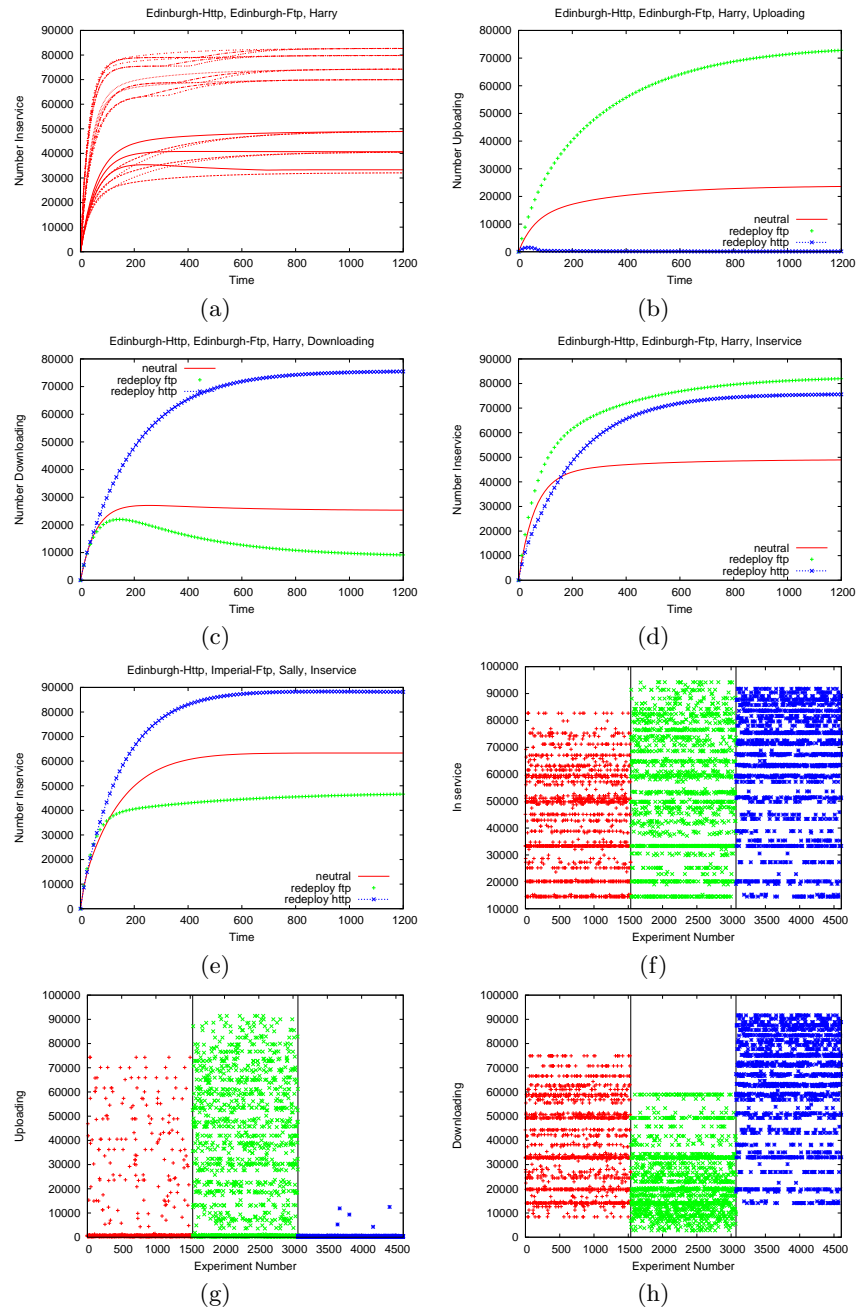 Edinburgh-Http, Edinburgh-Ftp, Harry
90000
80000
70000
60000
50000
40000
30000
20000
10000
0
Number Inservice
0 200 400 600 800 1000 1200
Time
(a)
Edinburgh-Http, Edinburgh-Ftp, Harry, Uploading
80000
70000
60000
50000
40000
30000
20000
10000
0
Number Uploading
neutral
redeploy ftp
redeploy http
0 200 400 600 800 1000 1200
Time
(b)
Edinburgh-Http, Edinburgh-Ftp, Harry, Downloading
80000
70000
60000
50000
40000
30000
20000
10000
0
Number Downloading
neutral
redeploy ftp
redeploy http
0 200 400 600 800 1000 1200
Time
(c)
Edinburgh-Http, Edinburgh-Ftp, Harry, Inservice
90000
80000
70000
60000
50000
40000
30000
20000
10000
0
Number Inservice
neutral
redeploy ftp
redeploy http
0 200 400 600 800 1000 1200
Time
(d)
Edinburgh-Http, Imperial-Ftp, Sally, Inservice
90000
80000
70000
60000
50000
40000
30000
20000
10000
0
Number Inservice
neutral
redeploy ftp
redeploy http
0 200 400 600 800 1000 1200
Time
(e)
100000
90000
80000
70000
60000
50000
40000
30000
20000
10000
In service
0 500 1000 1500 2000 2500 3000 3500 4000 4500
Experiment Number
(f)
100000
90000
80000
70000
60000
50000
40000
30000
20000
10000
0
Uploading
0 500 1000 1500 2000 2500 3000 3500 4000 4500
Experiment Number
(g)
100000
90000
80000
70000
60000
50000
40000
30000
20000
10000
0
Downloading
0 500 1000 1500 2000 2500 3000 3500 4000 4500
Experiment Number
(h)